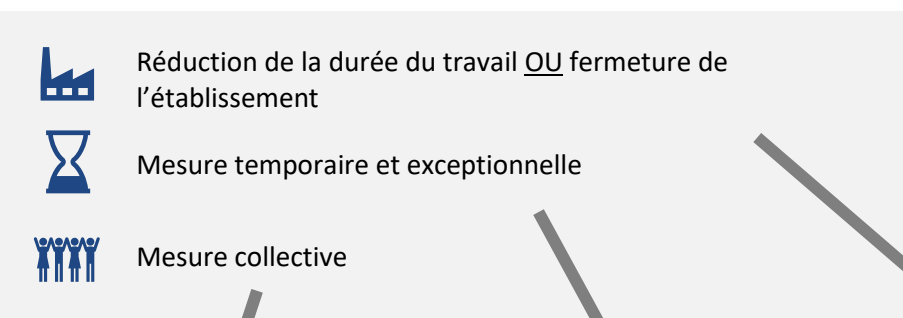 Réduction de la durée du travail OU fermeture de
l’établissement
Mesure temporaire et exceptionnelle
Mesure collective